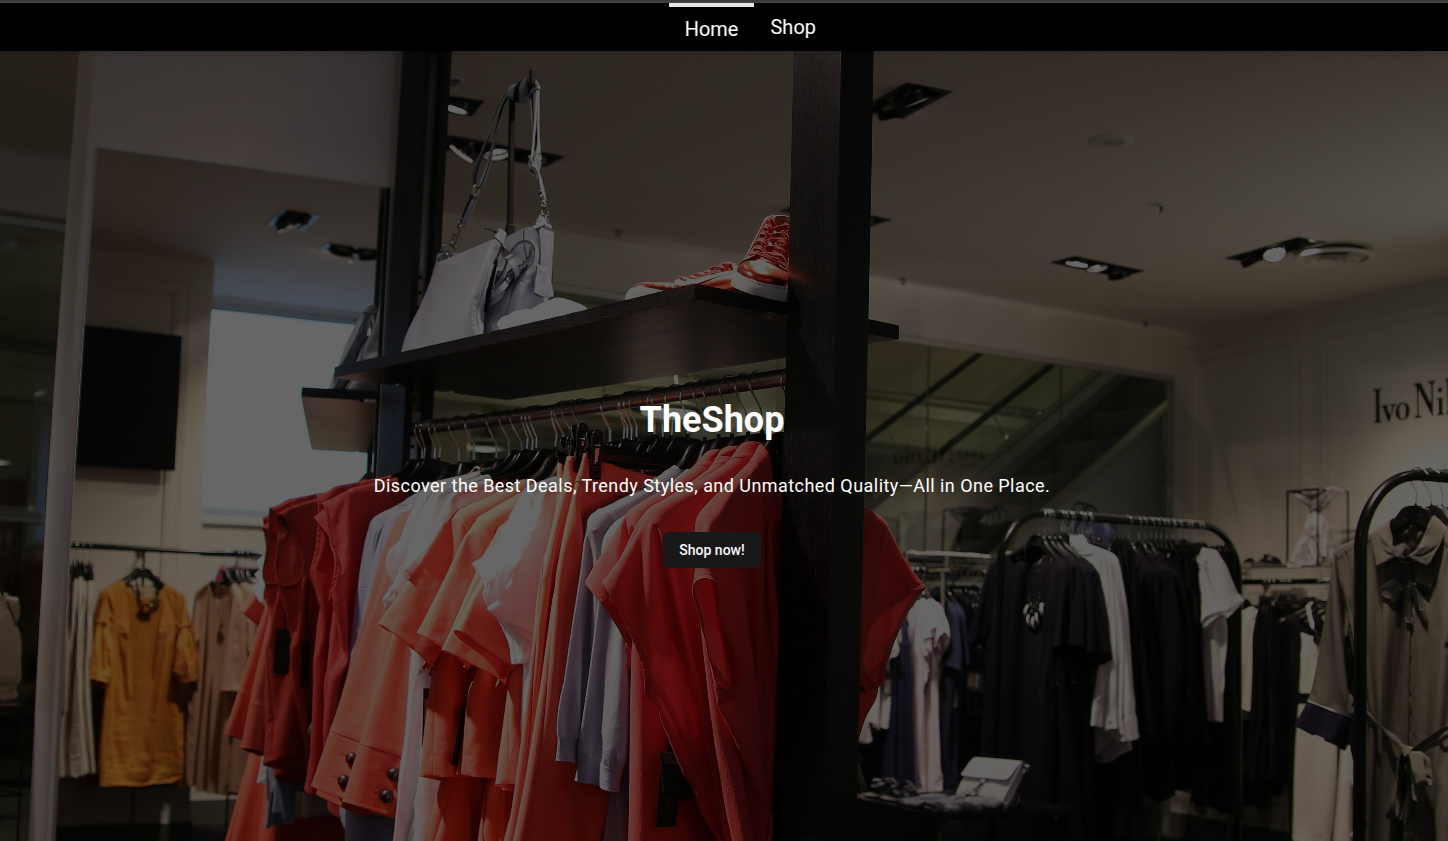 Home Shop
TheShop
Discover the Best Deals, Trendy Styles, and Unmatched Quality—All in One Place.
Shop now!
Ivo Ni